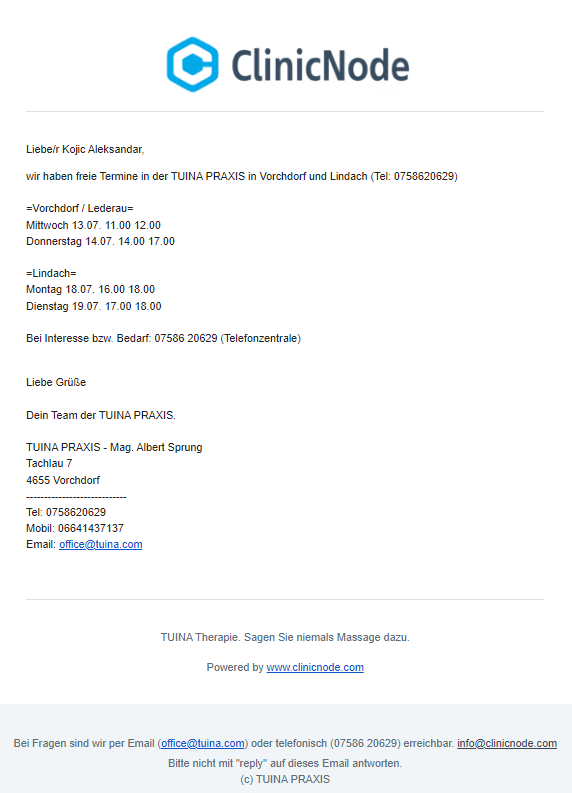 ClinicNode
Liebe/r Kojic Aleksandar,
wir haben freie Termine in der TUINA PRAXIS in Vorchdorf und Lindach (Tel: 0758620629)
=Vorchdorf / Lederau=
Mittwoch 13.07. 11.00 12.00
Donnerstag 14.07. 14.00 17.00
=Lindach=
Montag 18.07. 16.00 18.00
Dienstag 19.07. 17.00 18.00
Bei Interesse bzw. Bedarf: 07586 20629 (Telefonzentrale)
Liebe Grüße
Dein Team der TUINA PRAXIS.
TUINA PRAXIS - Mag. Albert Sprung
Tachlau 7
4655 Vorchdorf
----------------------------
Tel: 0758620629
Mobil: 06641437137
Email: office@tuina.com
TUINA Therapie. Sagen Sie niemals Massage dazu.
Powered by www.clinicnode.com
Bei Fragen sind wir per Email (office@tuina.com) oder telefonisch (07586 20629) erreichbar. info@clinicnode.com
Bitte nicht mit "reply" auf dieses Email antworten.
(c) TUINA PRAXIS